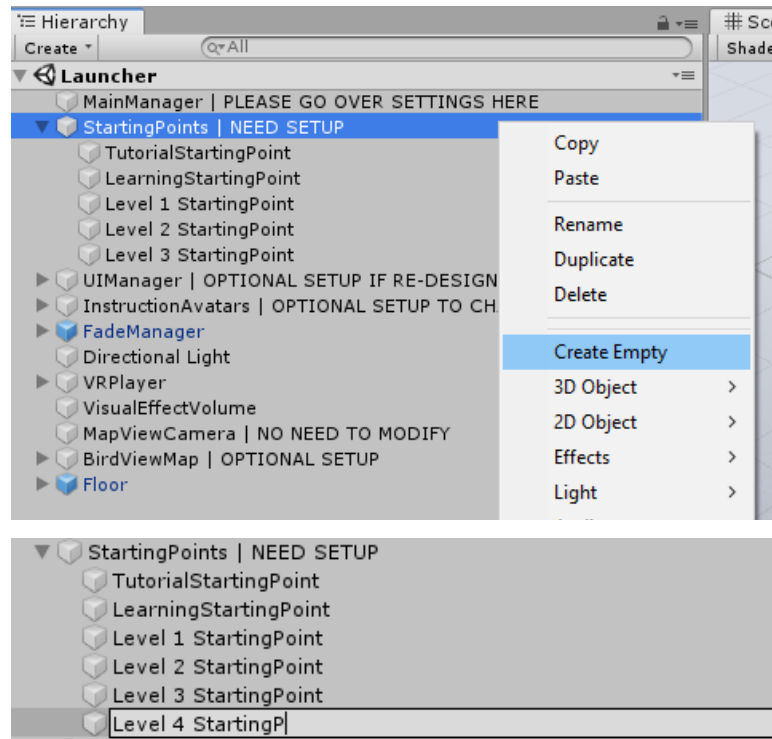 Hierarchy
# Sc
Create
All
Shade
Launcher
MainManager | PLEASE GO OVER SETTINGS HERE
StartingPoints | NEED SETUP
TutorialStartingPoint
LearningStartingPoint
Level 1 StartingPoint
Level 2 StartingPoint
Level 3 StartingPoint
UIManager | OPTIONAL SETUP IF RE-DESIGN
InstructionAvatars | OPTIONAL SETUP TO CH
FadeManager
Directional Light
VRPlayer
VisualEffectVolume
MapViewCamera | NO NEED TO MODIFY
BirdViewMap | OPTIONAL SETUP
Floor
Copy
Paste
Rename
Duplicate
Delete
Create Empty
3D Object
2D Object
Effects
Light
StartingPoints | NEED SETUP
TutorialStartingPoint
LearningStartingPoint
Level 1 StartingPoint
Level 2 StartingPoint
Level 3 StartingPoint
Level 4 StartingP